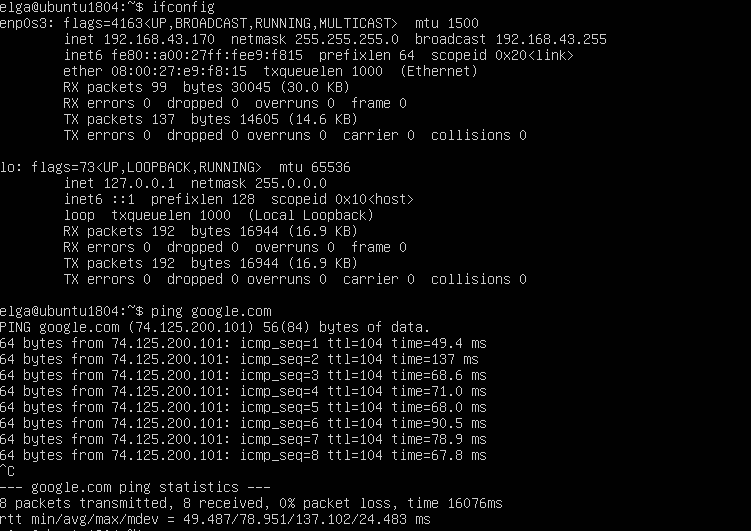 elga@ubuntu1804:~$ ifconfig
enp0s3: flags=4163<UP,BROADCAST,RUNNING,MULTICAST>  mtu 1500
        inet 192.168.43.170  netmask 255.255.255.0  broadcast 192.168.43.255
        inet6 fe80::a00:27ff:fee9:f815  prefixlen 64  scopeid 0x20<link>
        ether 08:00:27:e9:f8:15  txqueuelen 1000  (Ethernet)
        RX packets 99  bytes 30045 (30.0 KB)
        RX errors 0  dropped 0  overruns 0  frame 0
        TX packets 137  bytes 14605 (14.6 KB)
        TX errors 0  dropped 0 overruns 0  carrier 0  collisions 0

lo: flags=73<UP,LOOPBACK,RUNNING>  mtu 65536
        inet 127.0.0.1  netmask 255.0.0.0
        inet6 ::1  prefixlen 128  scopeid 0x10<host>
        loop  txqueuelen 1000  (Local Loopback)
        RX packets 192  bytes 16944 (16.9 KB)
        RX errors 0  dropped 0  overruns 0  frame 0
        TX packets 192  bytes 16944 (16.9 KB)
        TX errors 0  dropped 0 overruns 0  carrier 0  collisions 0

elga@ubuntu1804:~$ ping google.com
PING google.com (74.125.200.101) 56(84) bytes of data.
64 bytes from 74.125.200.101: icmp_seq=1 ttl=104 time=49.4 ms
64 bytes from 74.125.200.101: icmp_seq=2 ttl=104 time=137 ms
64 bytes from 74.125.200.101: icmp_seq=3 ttl=104 time=68.6 ms
64 bytes from 74.125.200.101: icmp_seq=4 ttl=104 time=71.0 ms
64 bytes from 74.125.200.101: icmp_seq=5 ttl=104 time=68.0 ms
64 bytes from 74.125.200.101: icmp_seq=6 ttl=104 time=90.5 ms
64 bytes from 74.125.200.101: icmp_seq=7 ttl=104 time=78.9 ms
64 bytes from 74.125.200.101: icmp_seq=8 ttl=104 time=67.8 ms
^C
--- google.com ping statistics ---
8 packets transmitted, 8 received, 0% packet loss, time 16076ms
rtt min/avg/max/mdev = 49.487/78.951/137.102/24.483 ms